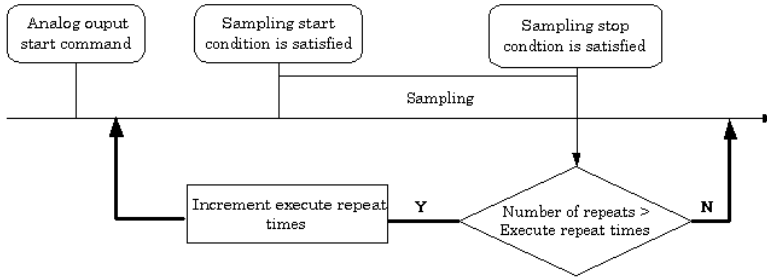 Analog ouput
start command
Sampling start
condition is satisfied
Sampling stop
condtion is satisfied
Sampling
Increment execute repeat
times
Y
Number of repeats >
Execute repeat times
N